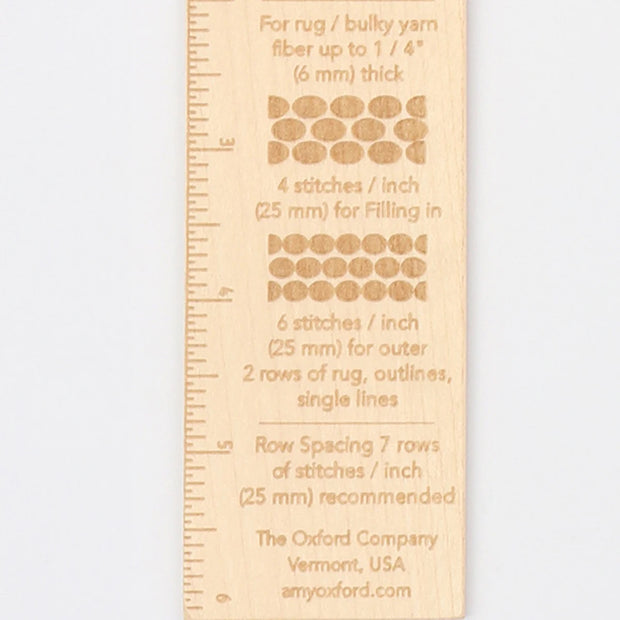 For rug / bulky yarn
fiber up to 1 / 4"
(6 mm) thick
3
4 stitches / inch
(25 mm) for Filling in
4
6 stitches / inch
(25 mm) for outer
2 rows of rug, outlines,
single lines
5
Row Spacing 7 rows
of stitches / inch
(25 mm) recommended
The Oxford Company
Vermont, USA
amyoxford.com
6